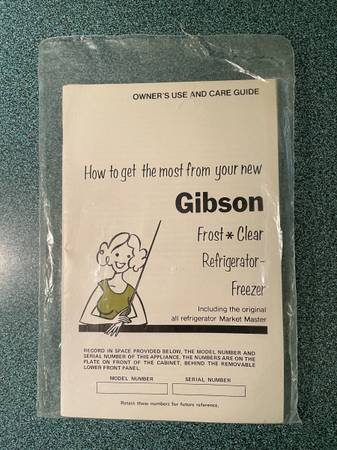 OWNER'S USE AND CARE GUIDE
How to get the most from your new
Gibson
Frost * Clear
Refrigerator-
Freezer
Including the original
all refrigerator Market Master
RECORD IN SPACE PROVIDED BELOW, THE MODEL NUMBER AND
SERIAL NUMBER OF THIS APPLIANCE. THE NUMBERS ARE ON THE
PLATE ON FRONT OF THE CABINET, BEHIND THE REMOVABLE
LOWER FRONT PANEL.
MODEL NUMBER SERIAL NUMBER
Retain these numbers for future reference.